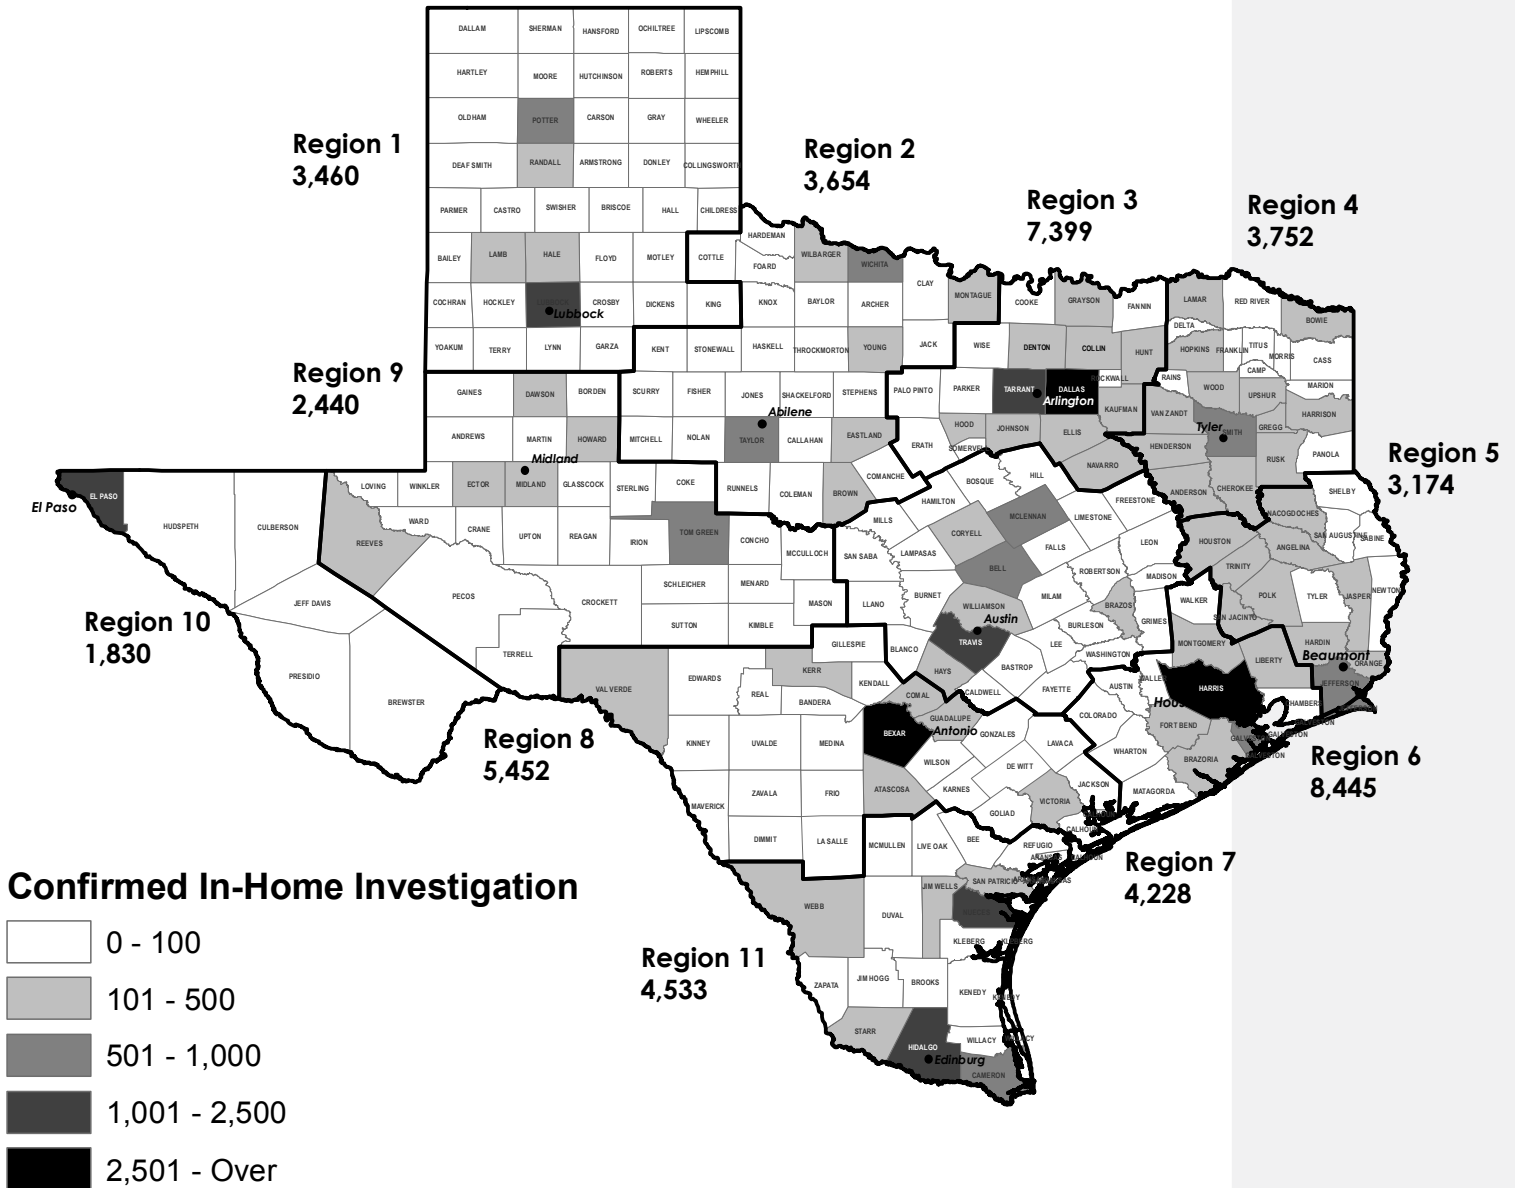 DALLAM
SHERMAN
HANSFORD
OCHILTREE
LIPSCOMB
HARTLEY
MOORE
HUTCHINSON
ROBERTS
HEMPHILL
OLDHAM
POTTER
CARSON
GRAY
WHEELER
Region 1
3,460
DEAF SMITH
RANDALL
ARMSTRONG
DONLEY
COLLINGSWORTH
Region 2
3,654
PARMER
CASTRO
SWISHER
BRISCOE
HALL
CHILDRESS
Region 3
7,399
Region 4
3,752
BAILEY
LAMB
HALE
FLOYD
MOTLEY
COTTLE
HARDEMAN
FOARD
WILBARGER
WICHITA
CLAY
MONTAGUE
COOKE
GRAYSON
FANNIN
LAMAR
RED RIVER
BOWIE
COCHRAN
HOCKLEY
LUBBOCK
Lubbock
CROSBY
DICKENS
KING
KNOX
BAYLOR
ARCHER
DELTA
YOAKUM
TERRY
LYNN
GARZA
KENT
STONEWALL
HASKELL
THROCKMORTON
YOUNG
JACK
WISE
DENTON
COLLIN
HUNT
HOPKINS
FRANKLIN
TITUS
MORRIS
CASS
CAMP
Region 9
2,440
GAINES
DAWSON
BORDEN
SCURRY
FISHER
JONES
SHACKELFORD
STEPHENS
PALO PINTO
PARKER
TARRANT
DALLAS
Arlington
ROCKWALL
RAINS
WOOD
UPSHUR
MARION
KAUFMAN
VAN ZANDT
HARRISON
Abilene
ANDREWS
MARTIN
HOWARD
MITCHELL
NOLAN
TAYLOR
CALLAHAN
EASTLAND
ERATH
HOOD
SOMERVELL
JOHNSON
ELLIS
Tyler
SMITH
GREGG
HENDERSON
RUSK
PANOLA
Midland
Region 5
3,174
El Paso
EL PASO
HUDSPETH
CULBERSON
LOVING
WINKLER
ECTOR
MIDLAND
GLASSCOCK
STERLING
COKE
RUNNELS
COLEMAN
BROWN
COMANCHE
BOSQUE
HILL
NAVARRO
ANDERSON
CHEROKEE
SHELBY
HAMILTON
FREESTONE
NACOGDOCHES
REEVES
WARD
CRANE
UPTON
REAGAN
IRION
TOM GREEN
CONCHO
MCCULLOCH
MILLS
SAN SABA
LAMPASAS
CORYELL
MCLENNAN
LIMESTONE
FALLS
LEON
HOUSTON
ANGELINA
SAN AUGUSTINE
SABINE
JEFF DAVIS
PECOS
CROCKETT
SCHLEICHER
MENARD
MASON
LLANO
BURNET
BELL
MILAM
ROBERTSON
MADISON
TRINITY
POLK
TYLER
JASPER
NEWTON
WILLIAMSON
BRAZOS
WALKER
SAN JACINTO
Region 10
1,830
SUTTON
KIMBLE
Austin
TRAVIS
BURLESON
GRIMES
MONTGOMERY
HARDIN
TERRELL
GILLESPIE
BLANCO
LEE
WASHINGTON
Beaumont
LIBERTY
ORANGE
PRESIDIO
BREWSTER
VAL VERDE
EDWARDS
REAL
KERR
BANDERA
KENDALL
HAYS
COMAL
BASTROP
CALDWELL
FAYETTE
AUSTIN
WALLER
HARRIS
Hous
CHAMBERS
JEFFERSON
Region 8
5,452
KINNEY
UVALDE
MEDINA
BEXAR
GUADALUPE
Antonio
GONZALES
LAVACA
COLORADO
FORT BEND
GALVESTON
Region 6
8,445
WILSON
DE WITT
WHARTON
BRAZORIA
MAVERICK
ZAVALA
FRIO
ATASCOSA
KARNES
GOLIAD
VICTORIA
JACKSON
MATAGORDA
DIMMIT
LA SALLE
MCMULLEN
LIVE OAK
BEE
REFUGIO
CALHOUN
Region 7
4,228
Confirmed In-Home Investigation
0 - 100
101 - 500
501 - 1,000
1,001 - 2,500
2,501 - Over
WEBB
DUVAL
JIM WELLS
SAN PATRICIO
ARANSAS
NUECES
KLEBERG
Region 11
4,533
ZAPATA
JIM HOGG
BROOKS
KENEDY
STARR
HIDALGO
Edinburg
WILLACY
CAMERON